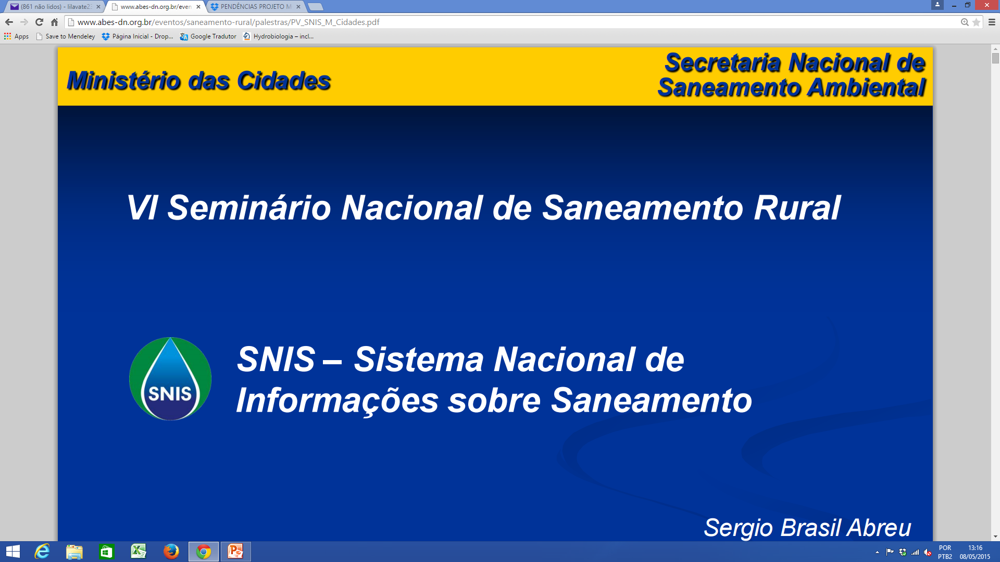 (861 não lidos) - lilavate2
www.abes-dn.org.br/even
PENDÊNCIAS PROJETO M
www.abes-dn.org.br/eventos/saneamento-rural/palestras/PV_SNIS_M_Cidades.pdf
Apps
Save to Mendeley
Página Inicial - Drop...
Google Tradutor
Hydrobiologia – incl...
Ministério das Cidades
Secretaria Nacional de
Saneamento Ambiental
VI Seminário Nacional de Saneamento Rural
SNIS
SNIS – Sistema Nacional de
Informações sobre Saneamento
Sergio Brasil Abreu
POR
PTB2
13:16
08/05/2015